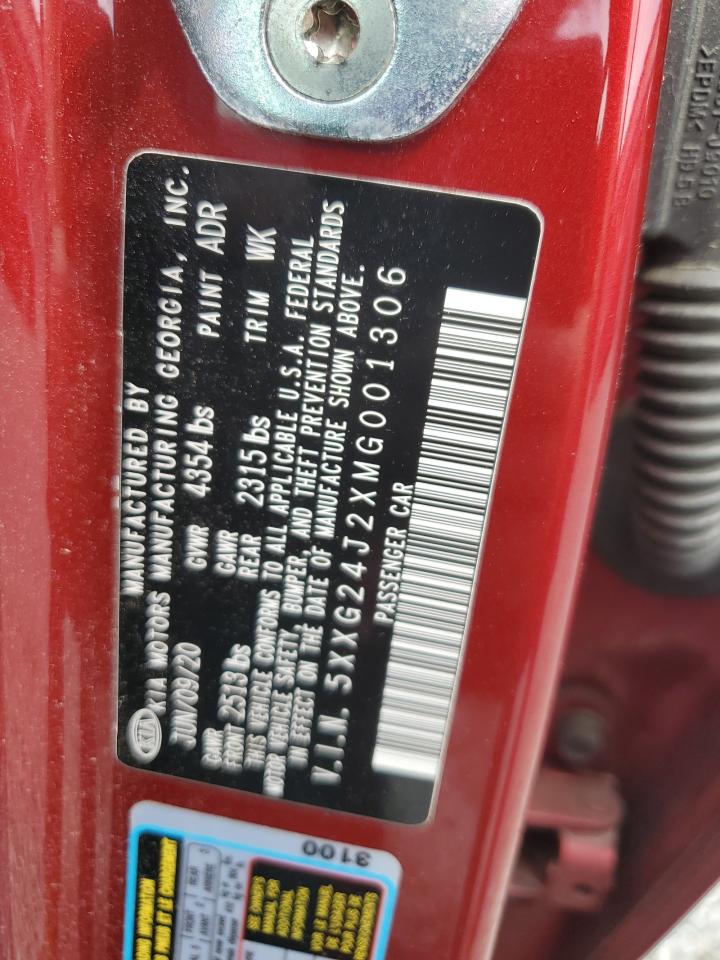 MANUFACTURED BY
KIA KIA MOTORS MANUFACTURING GEORGIA, INC.
JUN/09/20 GVWR 4354 lbs PAINT ADR
GAWR GAWR
FRONT 2513 lbs REAR 2315 lbs TRIM WK
THIS VEHICLE CONFORMS TO ALL APPLICABLE U.S.A. FEDERAL
MOTOR VEHICLE SAFETY, BUMPER, AND THEFT PREVENTION STANDARDS
IN EFFECT ON THE DATE OF MANUFACTURE SHOWN ABOVE.
V.I.N. 5XXG24J2XMG001306
PASSENGER CAR
3100
>EPDM<